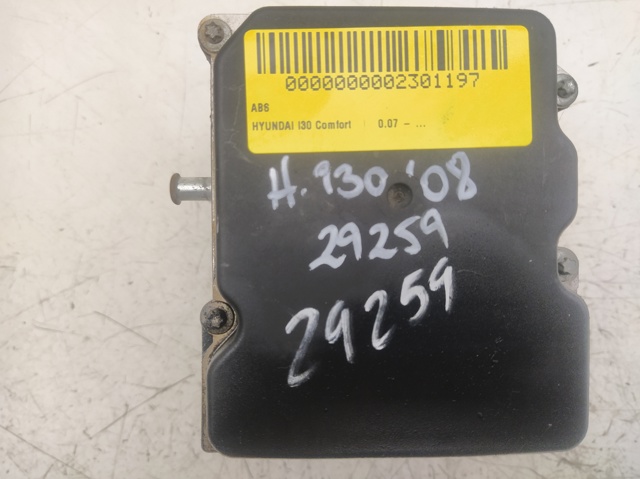 0000000002301197
ABS
HYUNDAI I30 Comfort | 0.07 - ...
H. 930 '08
29259
29259